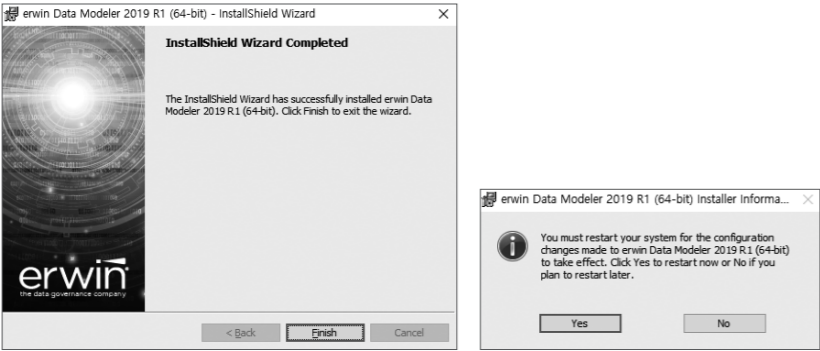 erwin Data Modeler 2019 R1 (64-bit) - InstallShield Wizard
InstallShield Wizard Completed
The InstallShield Wizard has successfully installed erwin Data
Modeler 2019 R1 (64-bit). Click Finish to exit the wizard.
erwin
the data governance company
< Back
Finish
Cancel
erwin Data Modeler 2019 R1 (64-bit) Installer Informa...
You must restart your system for the configuration
changes made to erwin Data Modeler 2019 R1 (64-bit)
to take effect. Click Yes to restart now or No if you
plan to restart later.
Yes
No